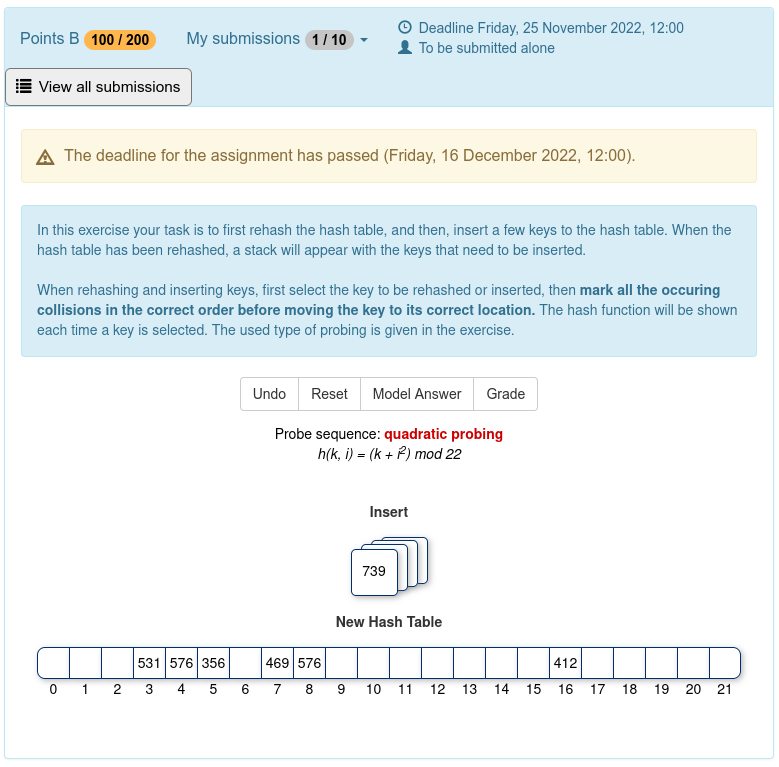 Points B 100 / 200 My submissions 1 / 10 Deadline Friday, 25 November 2022, 12:00
To be submitted alone
View all submissions
The deadline for the assignment has passed (Friday, 16 December 2022, 12:00).
In this exercise your task is to first rehash the hash table, and then, insert a few keys to the hash table. When the
hash table has been rehashed, a stack will appear with the keys that need to be inserted.
When rehashing and inserting keys, first select the key to be rehashed or inserted, then mark all the occuring
collisions in the correct order before moving the key to its correct location. The hash function will be shown
each time a key is selected. The used type of probing is given in the exercise.
Undo Reset Model Answer Grade
Probe sequence: quadratic probing
h(k, i) = (k + i²) mod 22
Insert
739
New Hash Table
531 576 356 469 576 412
0 1 2 3 4 5 6 7 8 9 10 11 12 13 14 15 16 17 18 19 20 21